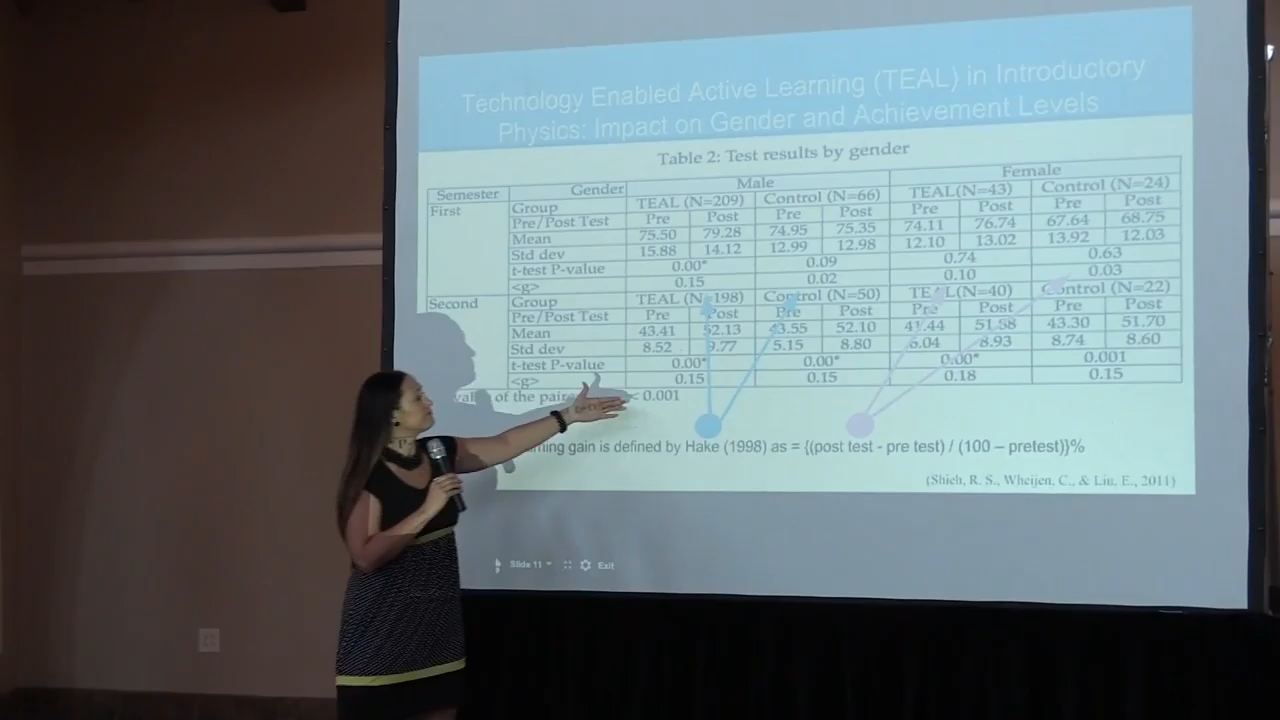 Technology Enabled Active Learning (TEAL) in Introductory
Physics: Impact on Gender and Achievement Levels
Table 2: Test results by gender
Semester Gender Male Female
First Group TEAL (N=209) Control (N=66) TEAL(N=43) Control (N=24)
Pre/Post Test Pre Post Pre Post Pre Post Pre Post
Mean 75.50 79.28 74.95 75.35 74.11 76.74 67.64 68.75
Std dev 15.88 14.12 12.99 12.98 12.10 13.02 13.92 12.03
t-test P-value 0.00* 0.09 0.74 0.63
<g> 0.15 0.02 0.10 0.03
Second Group TEAL (N=198) Control (N=50) TEAL(N=40) Control (N=22)
Pre/Post Test Pre Post Pre Post Pre Post Pre Post
Mean 43.41 52.13 43.55 52.10 41.44 51.58 43.30 51.70
Std dev 8.52 9.77 5.15 8.80 6.04 8.93 8.74 8.60
t-test P-value 0.00* 0.00* 0.00* 0.001
<g> 0.15 0.15 0.18 0.15
of the < 0.001
gain is defined by Hake (1998) as = {(post test - pre test) / (100 – pretest)}%
(Shieh, R. S., Wheijen, C., & Liu, E., 2011)
Slide 11 Exit